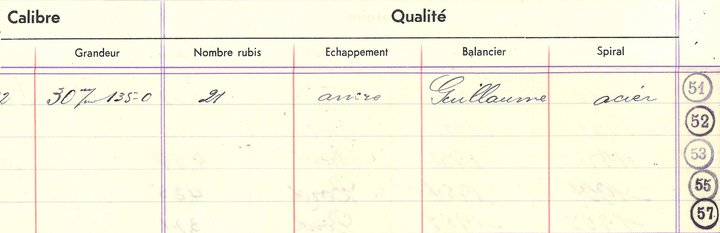 Calibre Qualité
Grandeur Nombre rubis Echappement Balancier Spiral
2 30 m/m 135-0 21 ancre Guillaume acier 51
52
53
55
57